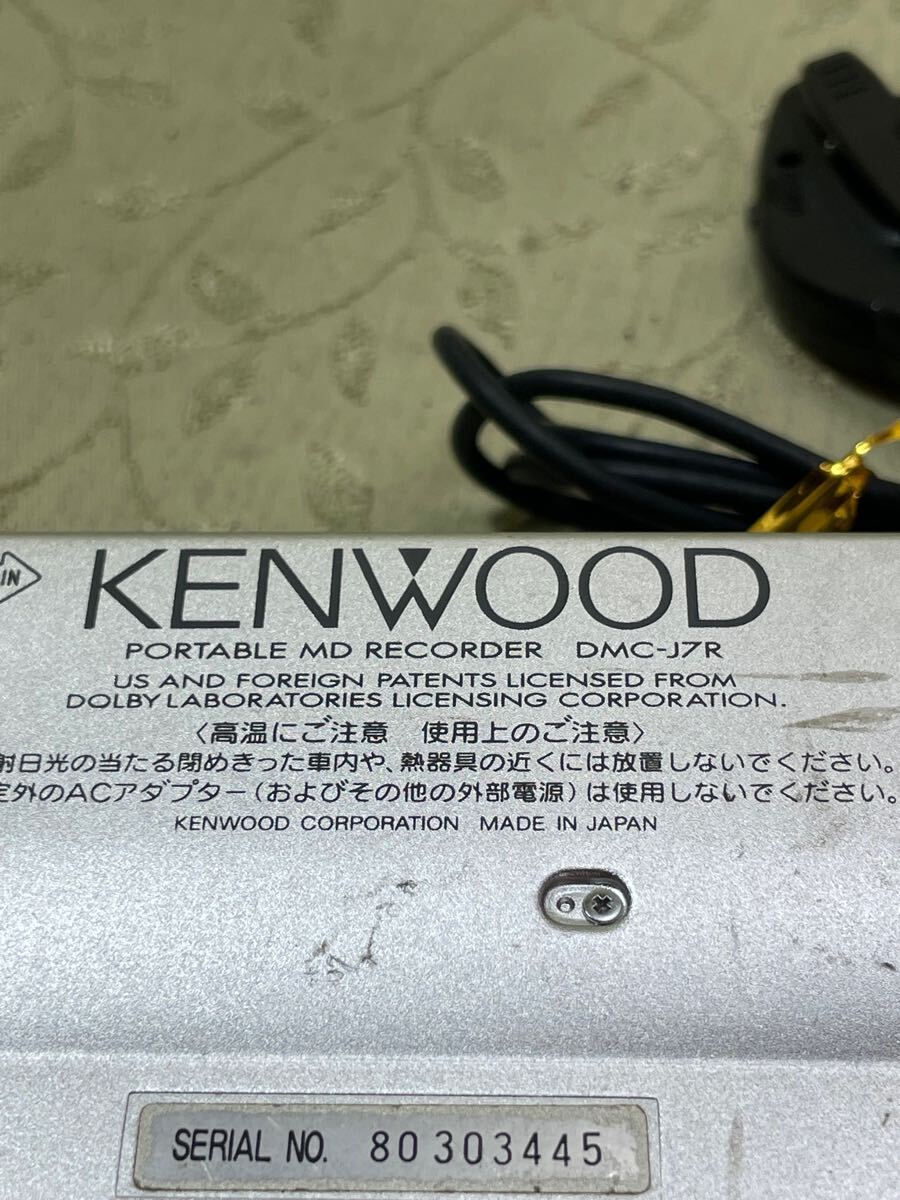 IN
KENWOOD
PORTABLE MD RECORDER DMC-J7R
US AND FOREIGN PATENTS LICENSED FROM
DOLBY LABORATORIES LICENSING CORPORATION.
〈高温にご注意 使用上のご注意〉
射日光の当たる閉めきった車内や、熱器具の近くには放置しないでください。
定外のACアダプター(およびその他の外部電源)は使用しないでください。
KENWOOD CORPORATION MADE IN JAPAN
SERIAL NO. 80303445